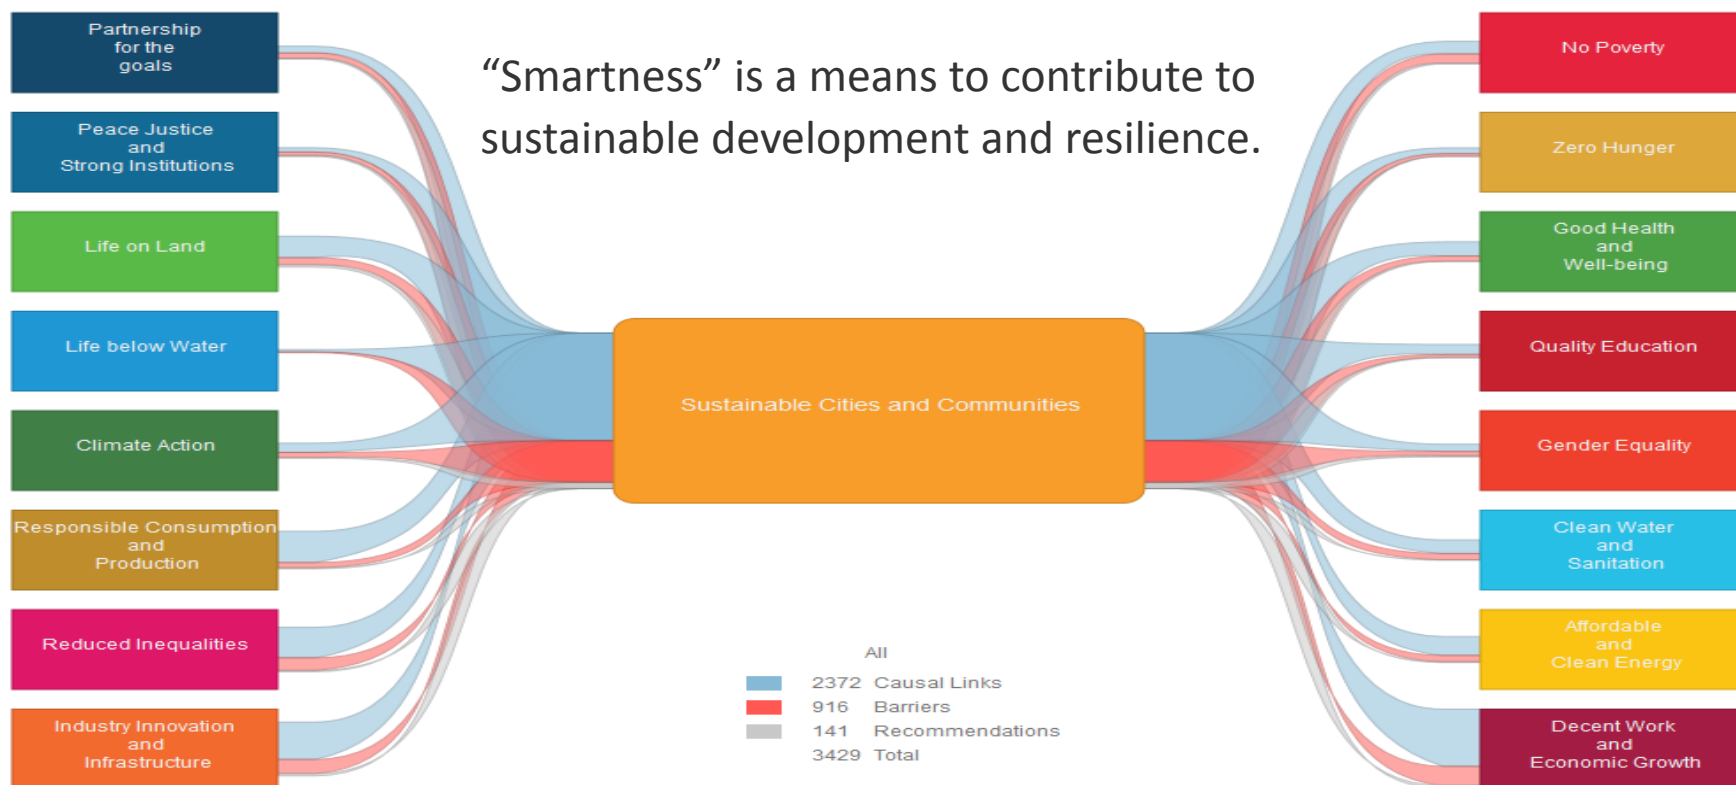 “Smartness” is a means to contribute to
sustainable development and resilience.
Partnership
for the
goals
Peace Justice
and
Strong Institutions
Life on Land
Life below Water
Climate Action
Responsible Consumption
and
Production
Reduced Inequalities
Industry Innovation
and
Infrastructure
Sustainable Cities and Communities
All
2372 Causal Links
916 Barriers
141 Recommendations
3429 Total
No Poverty
Zero Hunger
Good Health
and
Well-being
Quality Education
Gender Equality
Clean Water
and
Sanitation
Affordable
and
Clean Energy
Decent Work
and
Economic Growth